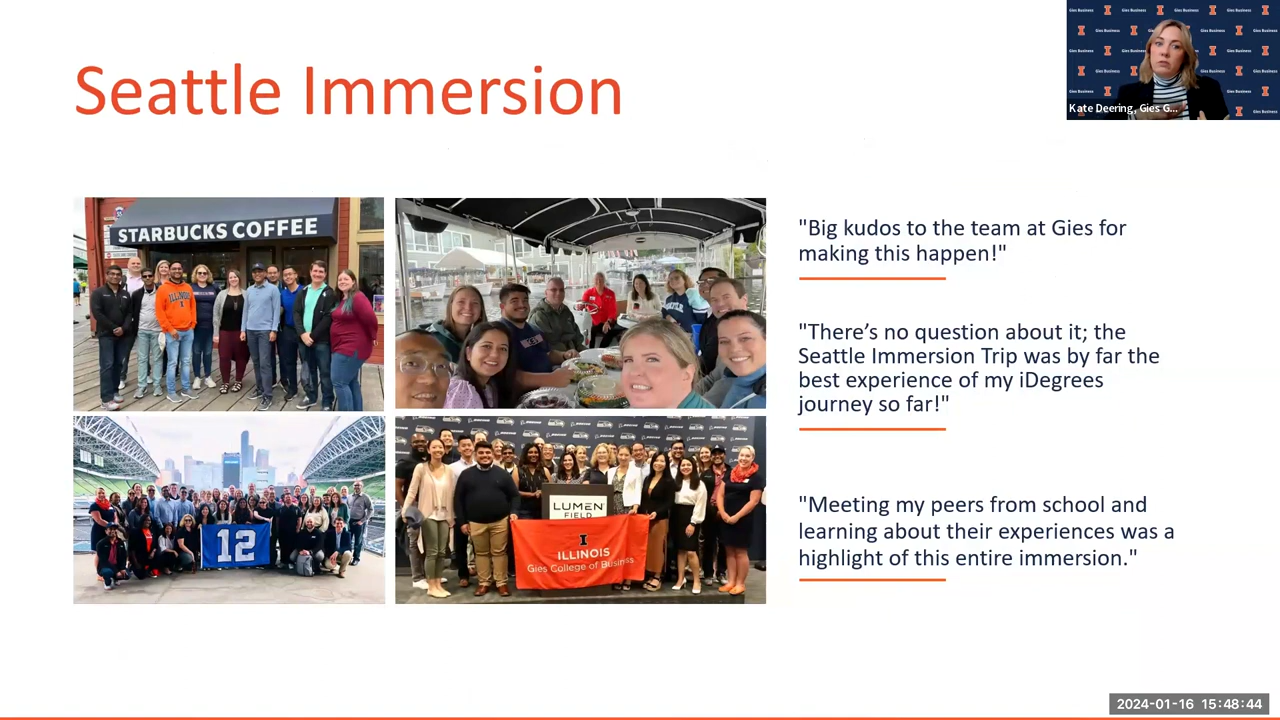 Seattle Immersion
Kate Deering, Gies G...
Gies Business
STARBUCKS COFFEE
"Big kudos to the team at Gies for
making this happen!"
"There’s no question about it; the
Seattle Immersion Trip was by far the
best experience of my iDegrees
journey so far!"
12
LUMEN
FIELD
ILLINOIS
Gies College of Business
"Meeting my peers from school and
learning about their experiences was a
highlight of this entire immersion."
2024-01-16 15:48:44